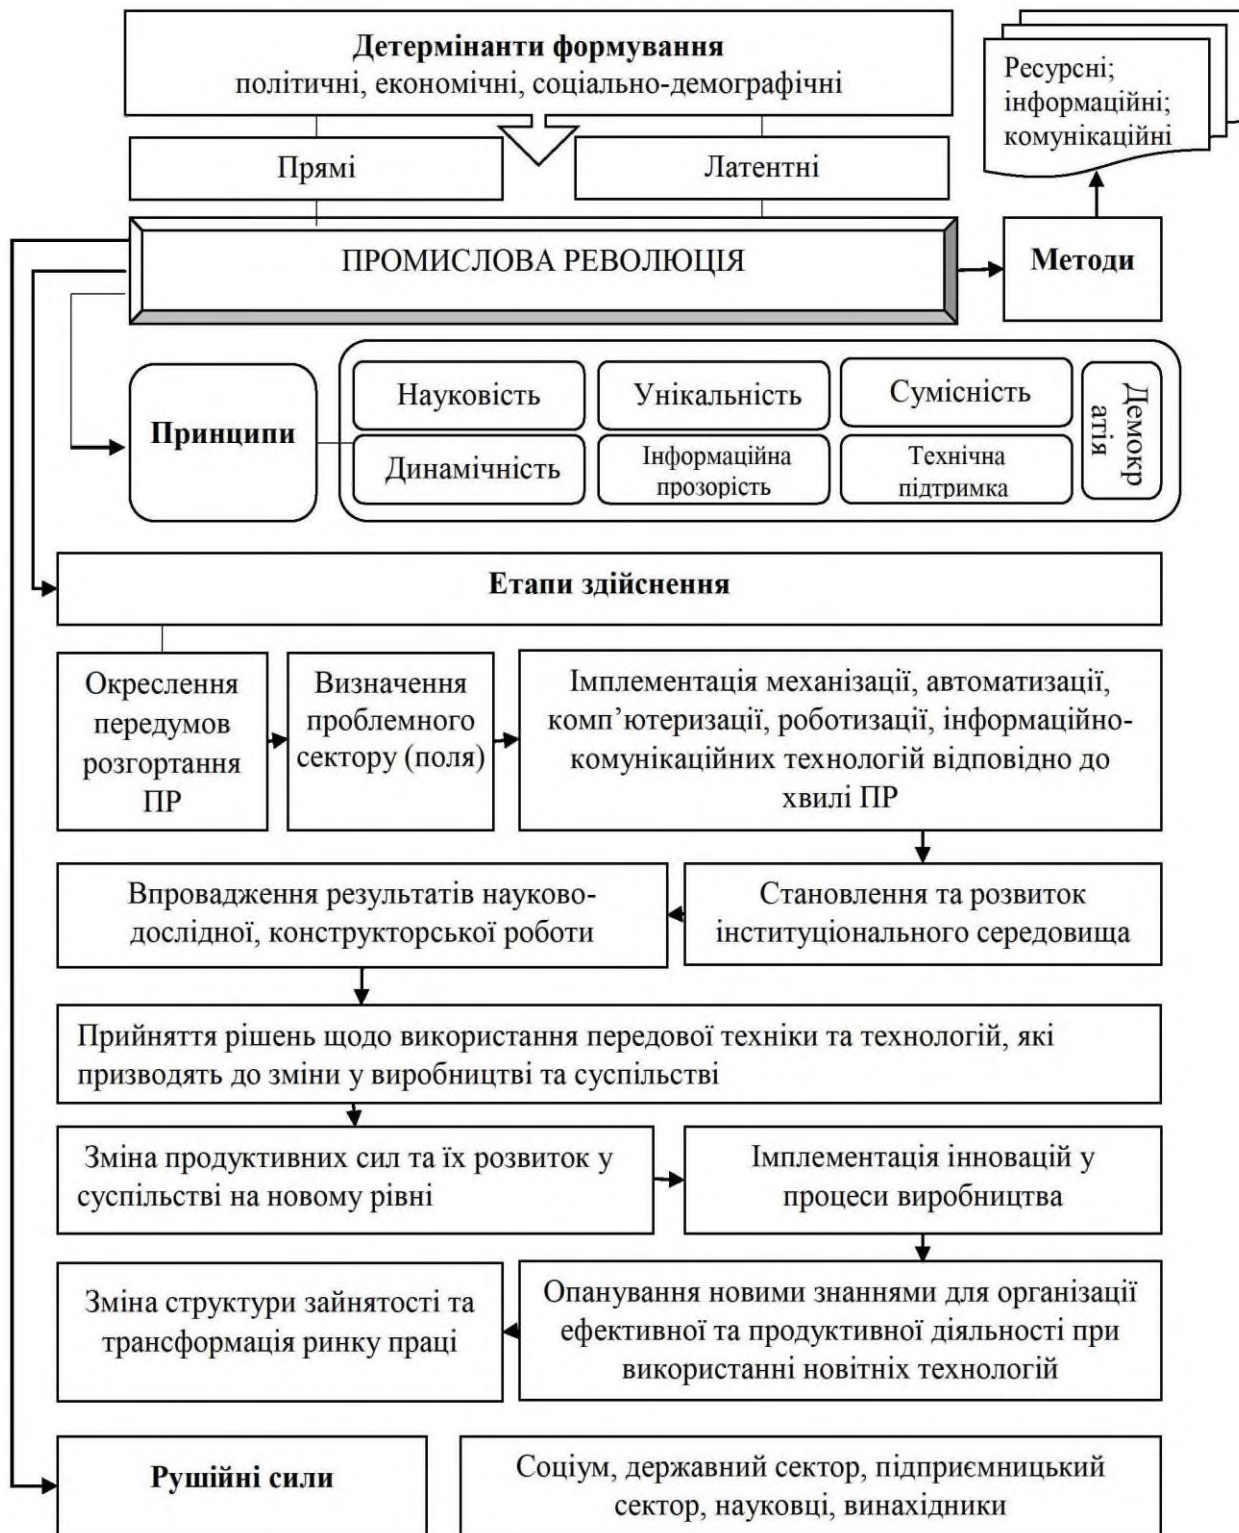 Детермінанти формування
політичні, економічні, соціально-демографічні
Ресурсні;
інформаційні;
комунікаційні
Прямі
Латентні
ПРОМИСЛОВА РЕВОЛЮЦІЯ
Методи
Принципи
Науковість
Унікальність
Сумісність
Демокр
атія
Динамічність
Інформаційна
прозорість
Технічна
підтримка
Етапи здійснення
Окреслення
передумов
розгортання
ПР
Визначення
проблемного
сектору (поля)
Імплементація механізації, автоматизації,
комп’ютеризації, роботизації, інформаційно-
комунікаційних технологій відповідно до
хвилі ПР
Впровадження результатів науково-
дослідної, конструкторської роботи
Становлення та розвиток
інституціонального середовища
Прийняття рішень щодо використання передової техніки та технологій, які
призводять до зміни у виробництві та суспільстві
Зміна продуктивних сил та їх розвиток у
суспільстві на новому рівні
Імплементація інновацій у
процеси виробництва
Зміна структури зайнятості та
трансформація ринку праці
Опанування новими знаннями для організації
ефективної та продуктивної діяльності при
використанні новітніх технологій
Рушійні сили
Соціум, державний сектор, підприємницький
сектор, науковці, винахідники